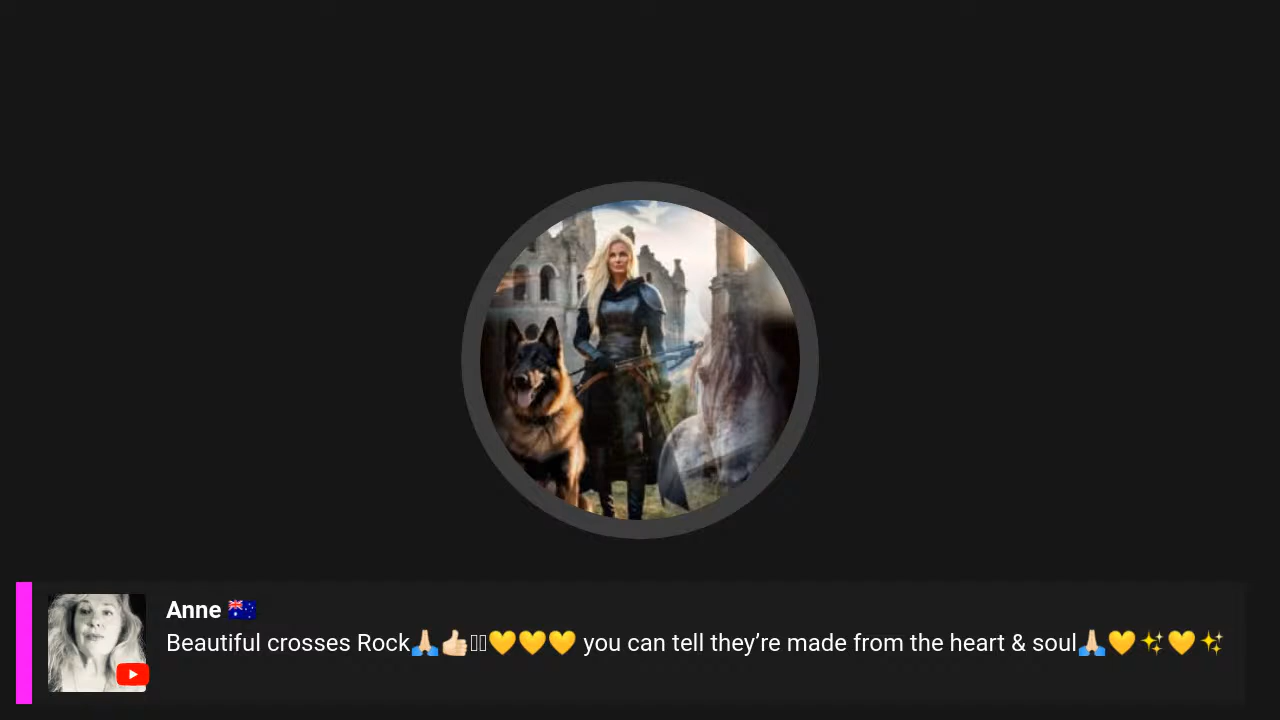 Anne 🇦🇺
Beautiful crosses Rock🙏🏼👍🏼▯▯💛💛💛 you can tell they’re made from the heart & soul🙏🏼💛✨💛✨